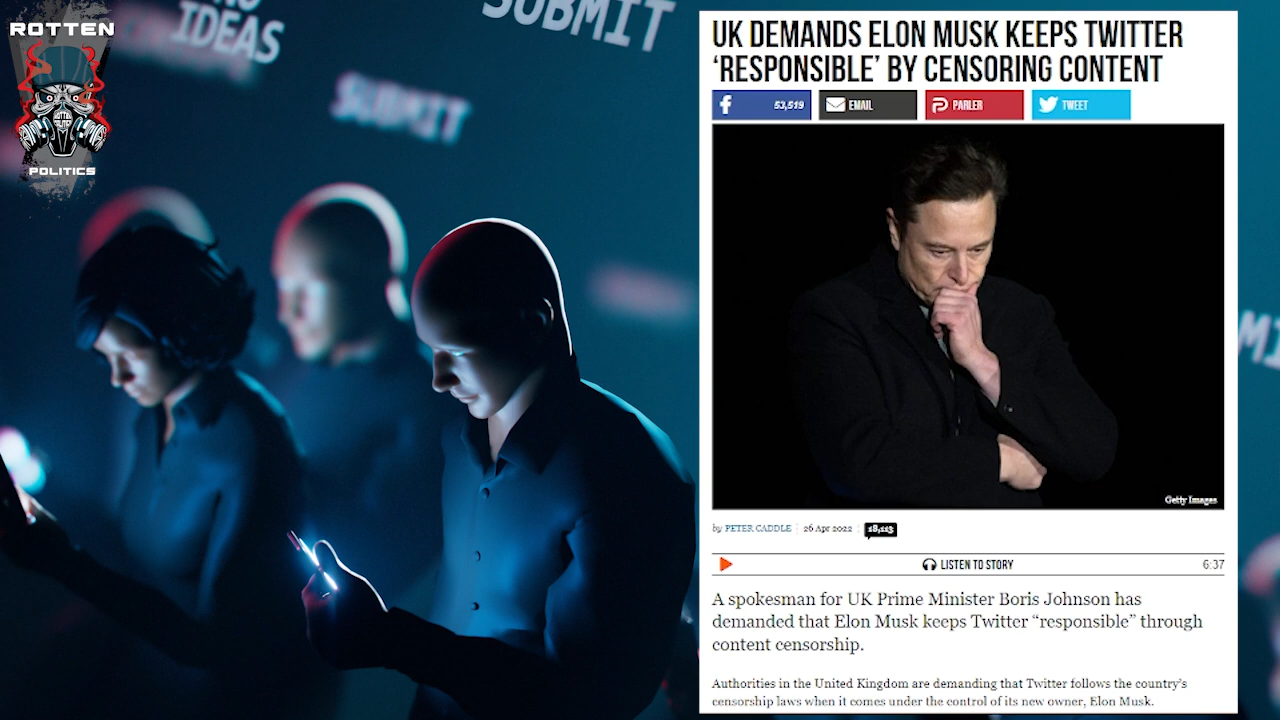 ROTTEN
POLITICS
IDEAS
SUBMIT
SUBMIT
UK DEMANDS ELON MUSK KEEPS TWITTER
‘RESPONSIBLE’ BY CENSORING CONTENT
53,519 EMAIL PARLER TWEET
Getty Images
by PETER CADDLE 26 Apr 2022 18,113
LISTEN TO STORY 6:37
A spokesman for UK Prime Minister Boris Johnson has
demanded that Elon Musk keeps Twitter “responsible” through
content censorship.
Authorities in the United Kingdom are demanding that Twitter follows the country’s
censorship laws when it comes under the control of its new owner, Elon Musk.